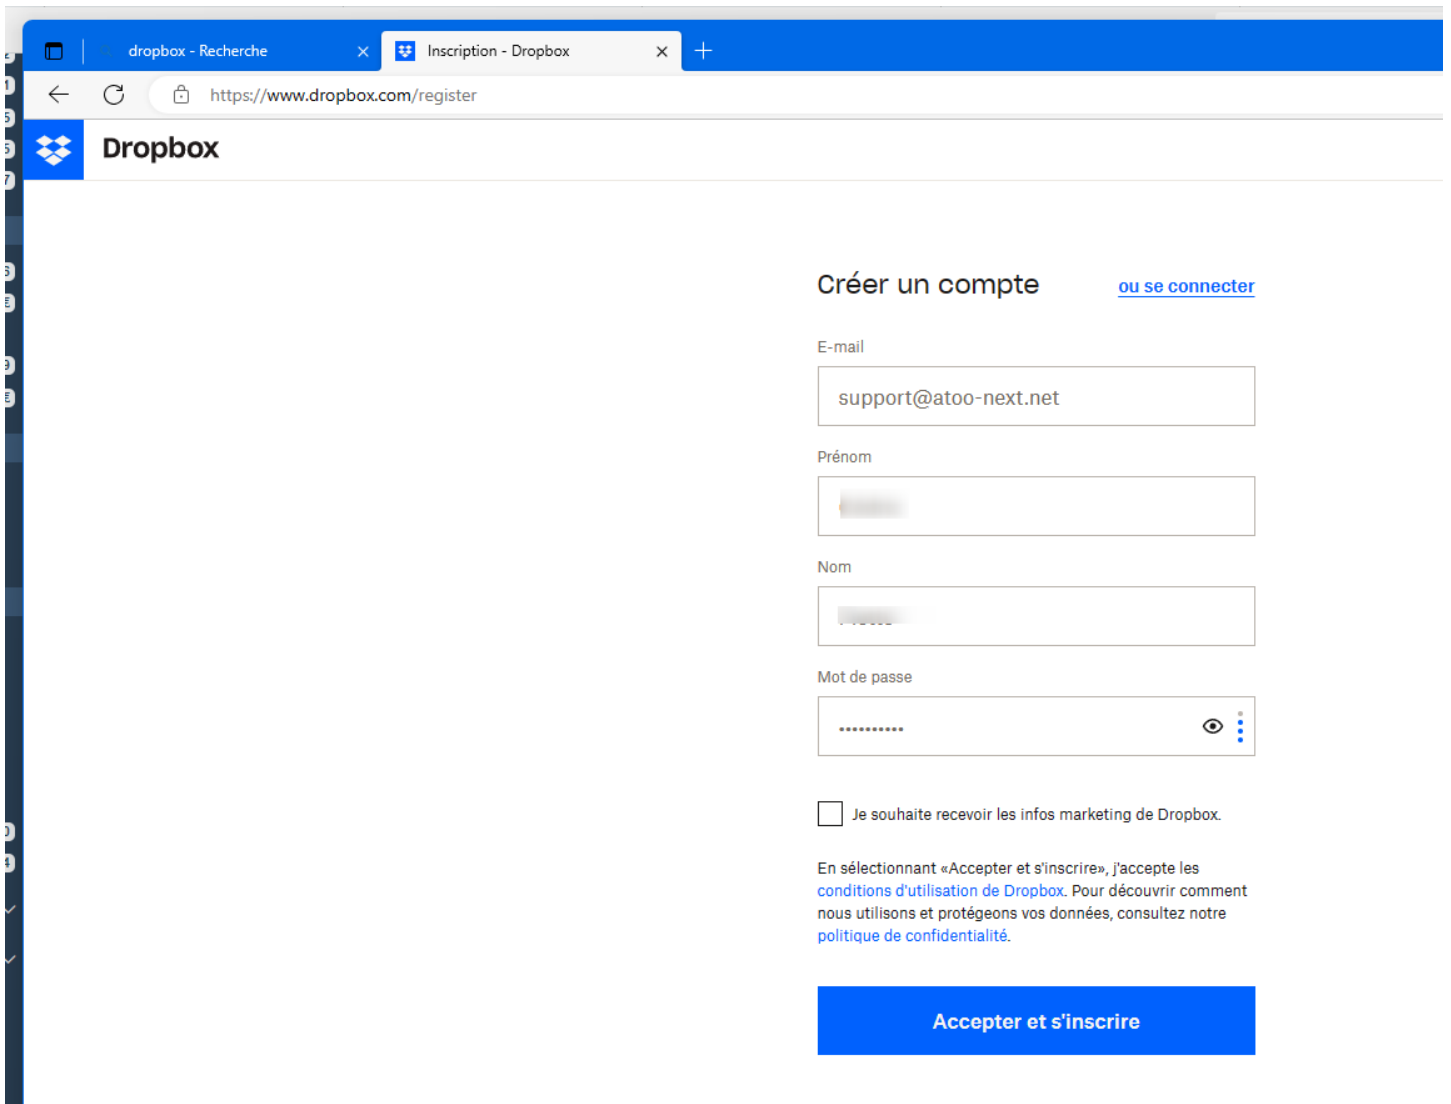 dropbox - Recherche
Inscription - Dropbox
https://www.dropbox.com/register
Dropbox
Créer un compte
ou se connecter
E-mail
support@atoo-next.net
Prénom
Nom
Mot de passe
Je souhaite recevoir les infos marketing de Dropbox.
En sélectionnant «Accepter et s'inscrire», j'accepte les
conditions d'utilisation de Dropbox. Pour découvrir comment
nous utilisons et protégeons vos données, consultez notre
politique de confidentialité.
Accepter et s'inscrire